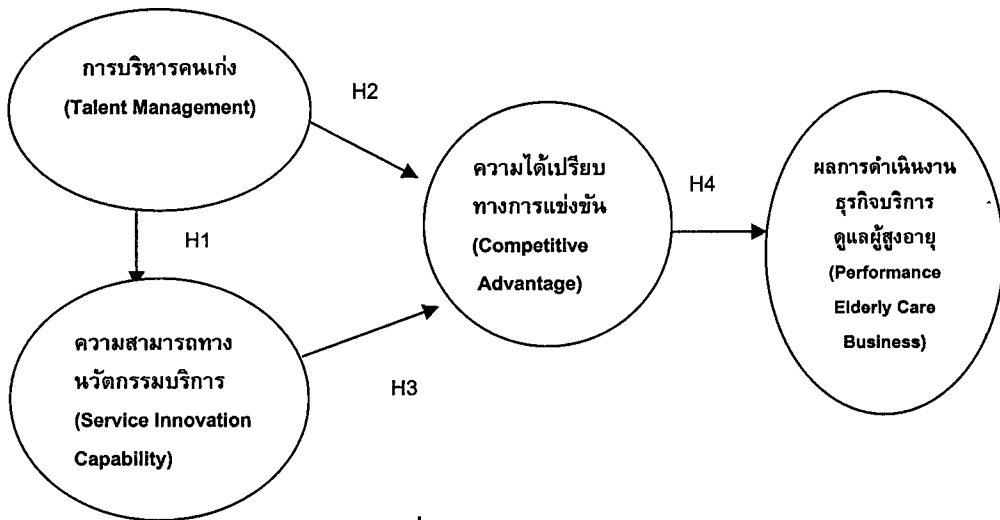 การบริหารคนเก่ง
(Talent Management)
H2
ความได้เปรียบ
ทางการแข่งขัน
(Competitive
Advantage)
H4
ผลการดำเนินงาน
ธุรกิจบริการ
ดูแลผู้สูงอายุ
(Performance
Elderly Care
Business)
H1
ความสามารถทาง
นวัตกรรมบริการ
(Service Innovation
Capability)
H3